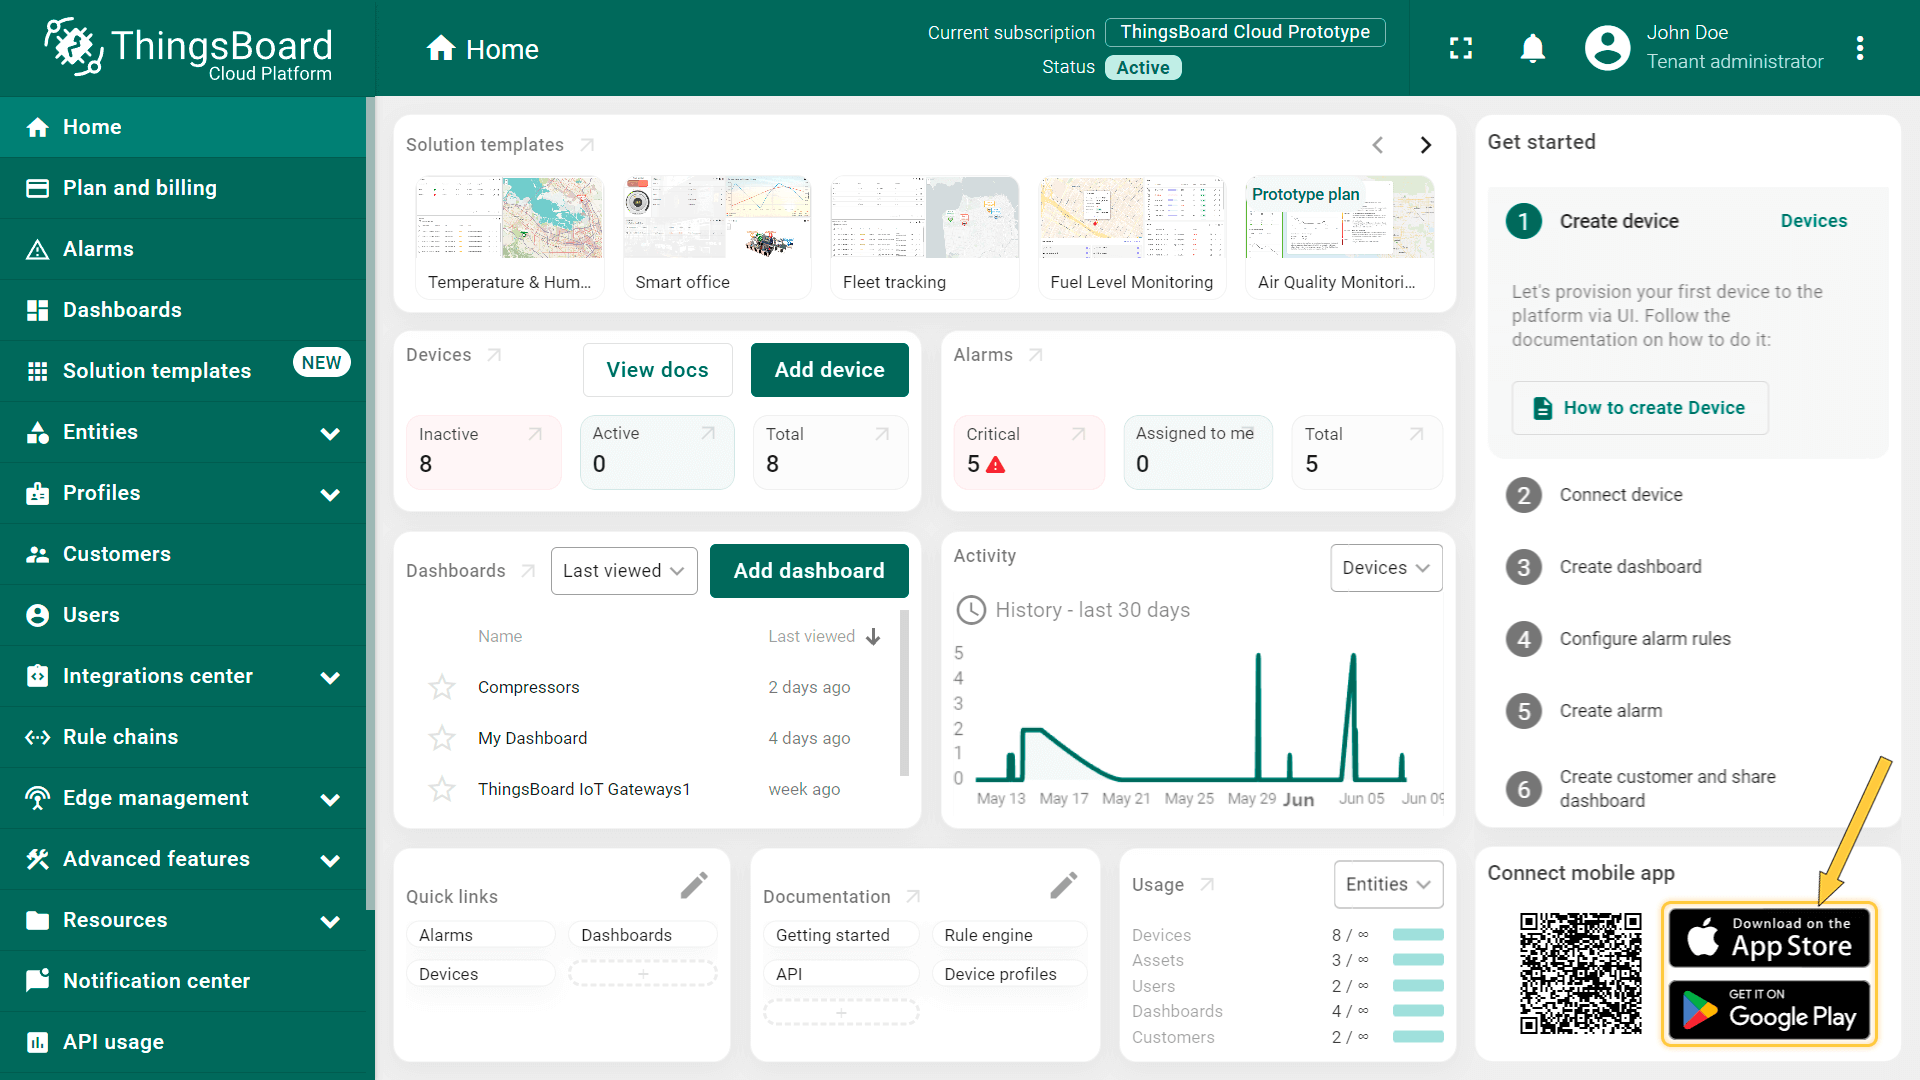 ThingsBoard
Cloud Platform
Home
Current subscription
ThingsBoard Cloud Prototype
Status
Active
John Doe
Tenant administrator
Home
Plan and billing
Alarms
Dashboards
Solution templates
NEW
Entities
Profiles
Customers
Users
Integrations center
Rule chains
Edge management
Advanced features
Resources
Notification center
API usage
Solution templates
Temperature & Hum...
Smart office
Fleet tracking
Fuel Level Monitoring
Prototype plan
Air Quality Monitori...
Devices
View docs
Add device
Inactive
8
Active
0
Total
8
Alarms
Critical
5
Assigned to me
0
Total
5
Dashboards
Last viewed
Add dashboard
Name
Last viewed
Compressors
2 days ago
My Dashboard
4 days ago
ThingsBoard IoT Gateways1
week ago
Activity
Devices
History - last 30 days
5
4
3
2
1
0
May 13
May 17
May 21
May 25
May 29
Jun
Jun 05
Jun 09
Quick links
Alarms
Dashboards
Devices
+
Documentation
Getting started
Rule engine
API
Device profiles
+
Usage
Entities
Devices 8 / ∞
Assets 3 / ∞
Users 2 / ∞
Dashboards 4 / ∞
Customers 2 / ∞
Get started
1
Create device
Devices
Let's provision your first device to the
platform via UI. Follow the
documentation on how to do it:
How to create Device
2
Connect device
3
Create dashboard
4
Configure alarm rules
5
Create alarm
6
Create customer and share
dashboard
Connect mobile app
Download on the
App Store
GET IT ON
Google Play